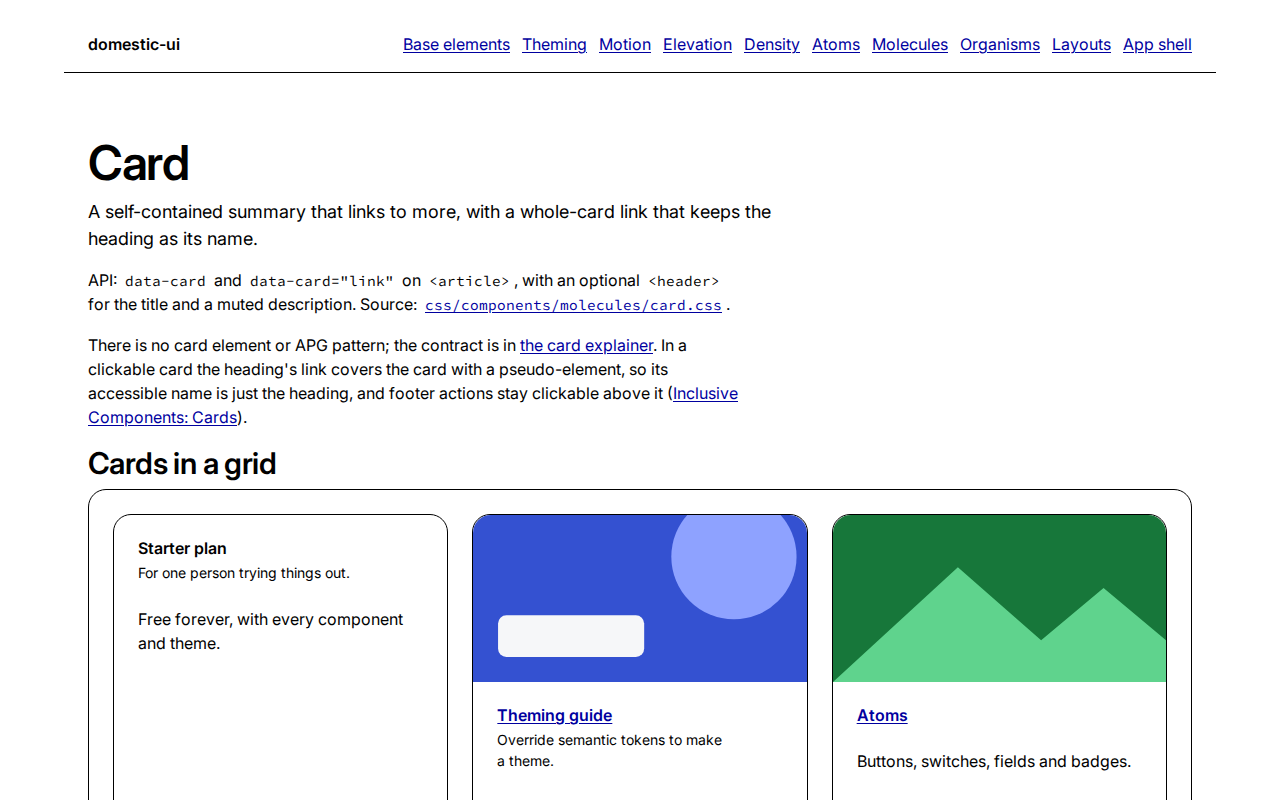 domestic-ui
Base elements Theming Motion Elevation Density Atoms Molecules Organisms Layouts App shell
Card
A self-contained summary that links to more, with a whole-card link that keeps the
heading as its name.
API: data-card and data-card="link" on <article>, with an optional <header>
for the title and a muted description. Source: css/components/molecules/card.css.
There is no card element or APG pattern; the contract is in the card explainer. In a
clickable card the heading's link covers the card with a pseudo-element, so its
accessible name is just the heading, and footer actions stay clickable above it (Inclusive
Components: Cards).
Cards in a grid
Starter plan
For one person trying things out.
Free forever, with every component
and theme.
Theming guide
Override semantic tokens to make
a theme.
Atoms
Buttons, switches, fields and badges.